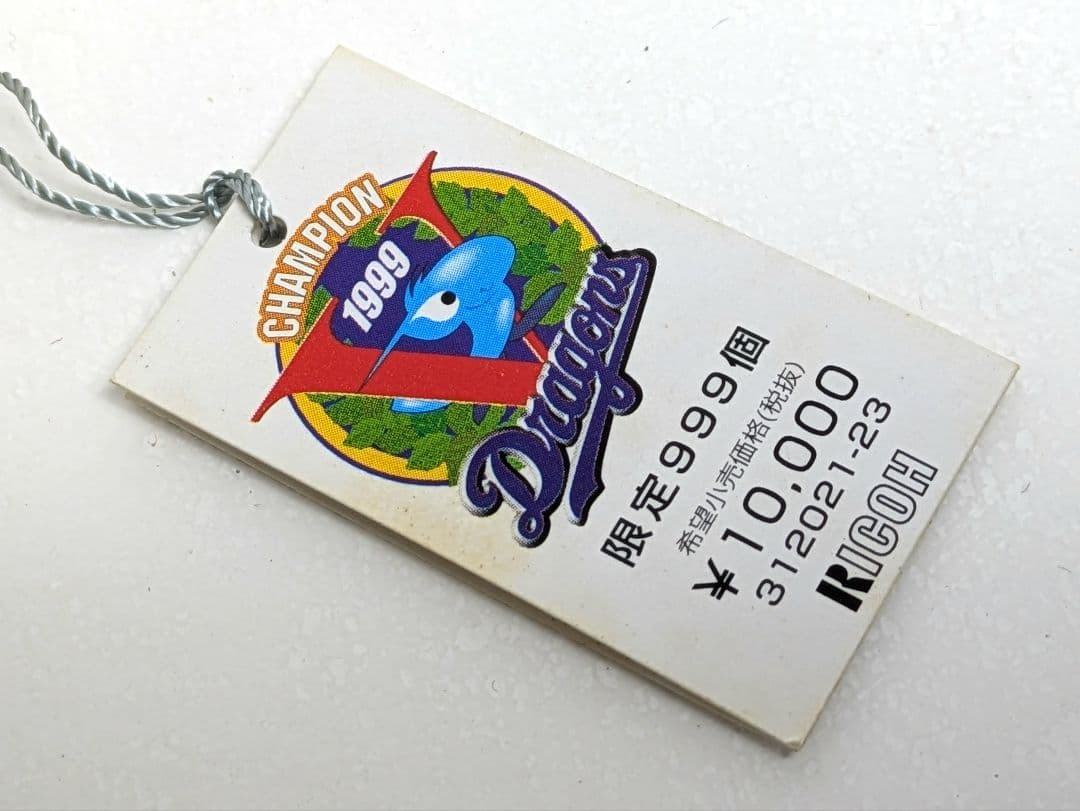 CHAMPION
1999
V
Dragons
限定999個
希望小売価格(税抜)
¥10,000
312021-23
RICOH